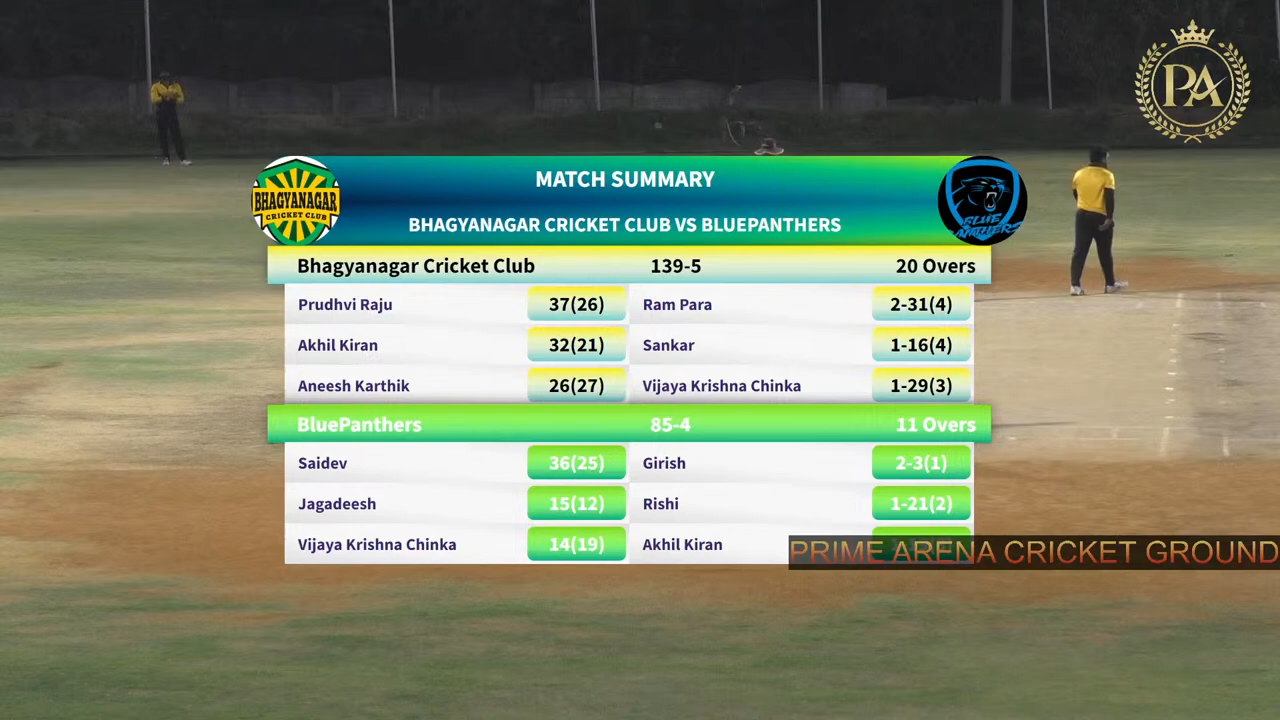 PA
MATCH SUMMARY
BHAGYANAGAR CRICKET CLUB VS BLUEPANTHERS
BHAGYANAGAR
CRICKET CLUB
BLUE
PANTHERS
Bhagyanagar Cricket Club 139-5 20 Overs
Prudhvi Raju 37(26) Ram Para 2-31(4)
Akhil Kiran 32(21) Sankar 1-16(4)
Aneesh Karthik 26(27) Vijaya Krishna Chinka 1-29(3)
BluePanthers 85-4 11 Overs
Saidev 36(25) Girish 2-3(1)
Jagadeesh 15(12) Rishi 1-21(2)
Vijaya Krishna Chinka 14(19) Akhil Kiran
PRIME ARENA CRICKET GROUND